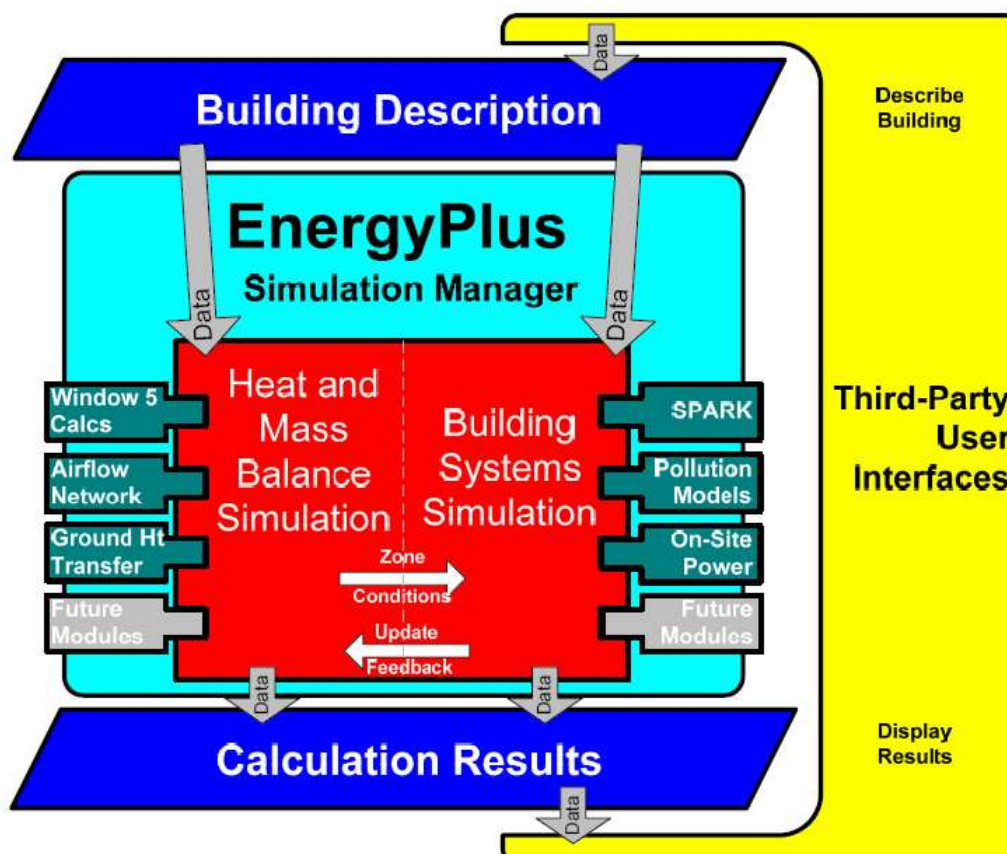 Data
Building Description
Describe
Building
EnergyPlus
Simulation Manager
Data
Data
Heat and
Mass
Balance
Simulation
Building
Systems
Simulation
Window 5
Calcs
Airflow
Network
Ground Ht
Transfer
Future
Modules
SPARK
Pollution
Models
On-Site
Power
Future
Modules
Zone
Conditions
Update
Feedback
Third-Party
User
Interfaces
Data
Data
Calculation Results
Display
Results
Data